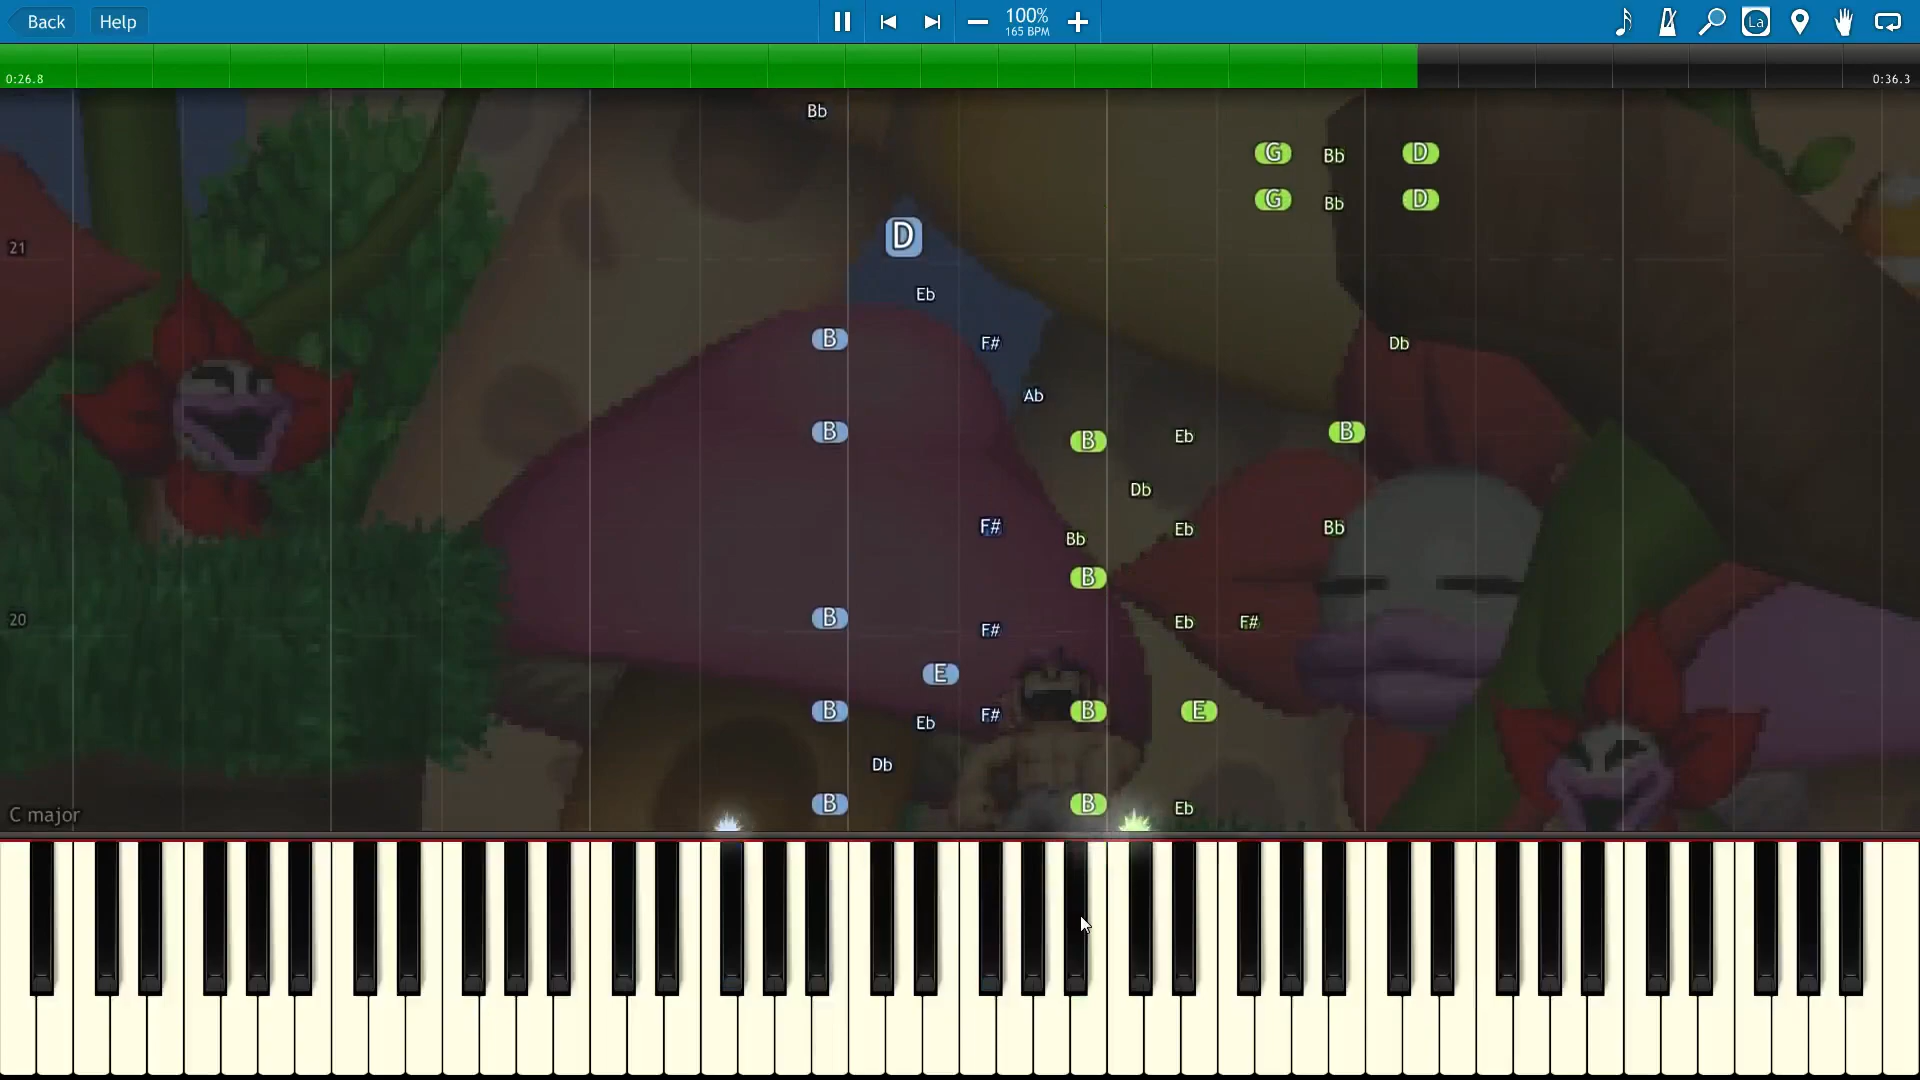 Back Help 100% La
165 BPM
0:26.8 0:36.3
Bb
G Bb D
G Bb D
D
21
Eb
B F# Db
Ab
B B Eb B
Db
F# Bb Eb Bb
B
20 B F# Eb F#
E
B Eb F# B E
Db
C major B B Eb